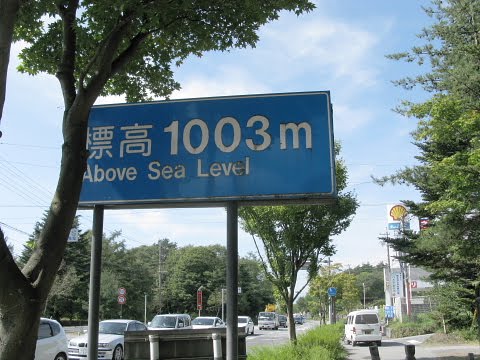 標高 1003m
Above Sea Level